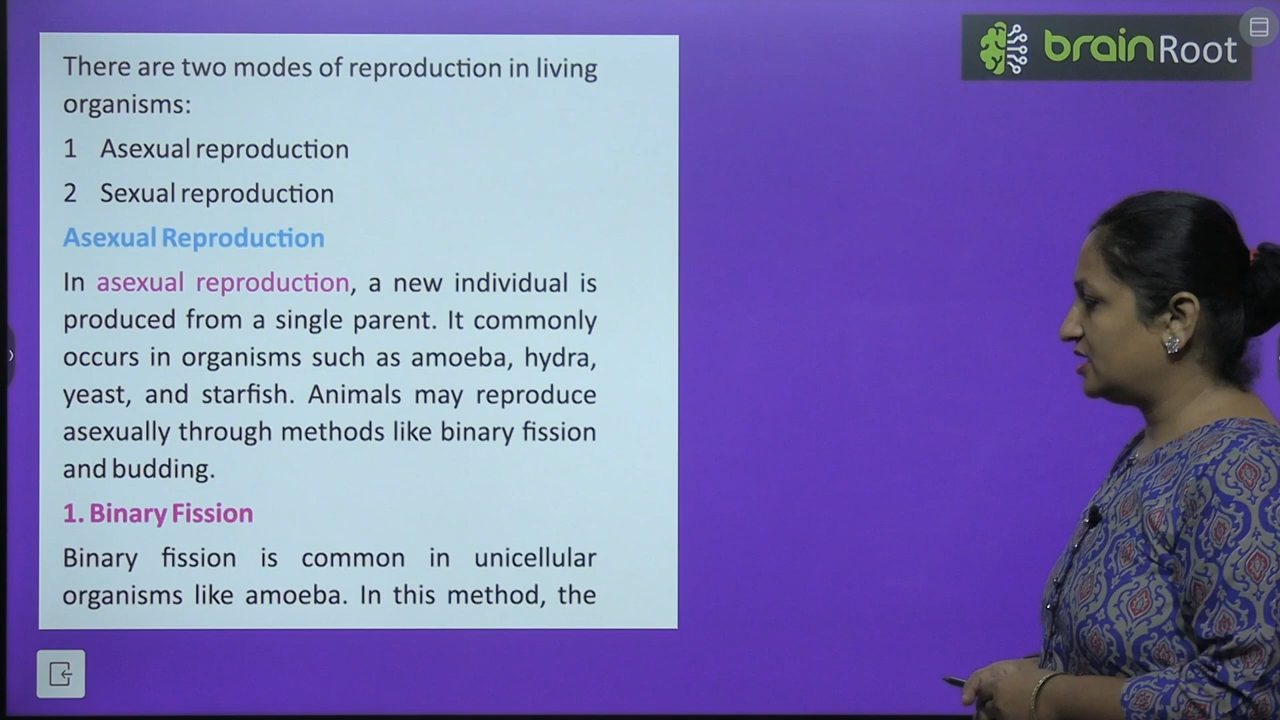 There are two modes of reproduction in living
organisms:
1 Asexual reproduction
2 Sexual reproduction
Asexual Reproduction
In asexual reproduction, a new individual is
produced from a single parent. It commonly
occurs in organisms such as amoeba, hydra,
yeast, and starfish. Animals may reproduce
asexually through methods like binary fission
and budding.
1. Binary Fission
Binary fission is common in unicellular
organisms like amoeba. In this method, the
brainRoot